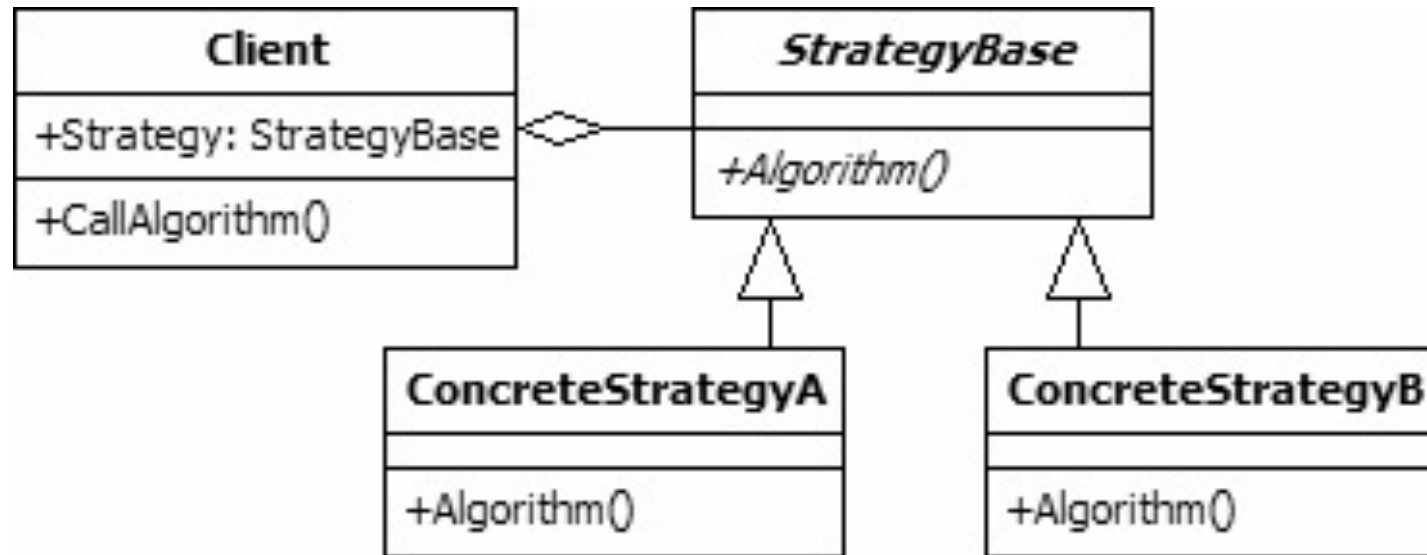 Client
+Strategy: StrategyBase
+CallAlgorithm()
StrategyBase
+Algorithm()
ConcreteStrategyA
+Algorithm()
ConcreteStrategyB
+Algorithm()